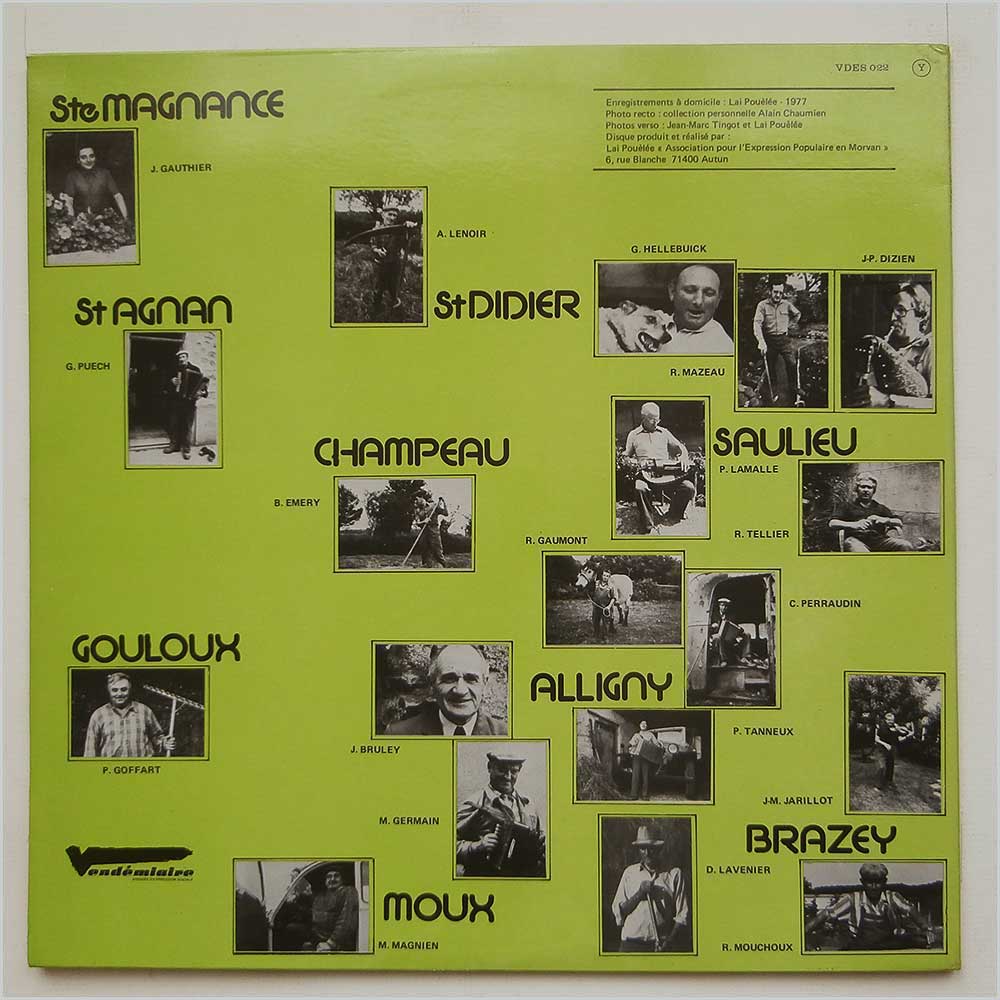 VDES 022 Y
Ste MAGNANCE
Enregistrements à domicile : Lai Pouèlée - 1977
Photo recto : collection personnelle Alain Chaumien
Photos verso : Jean-Marc Tingot et Lai Pouèlée
Disque produit et réalisé par :
Lai Pouèlée « Association pour l'Expression Populaire en Morvan »
6, rue Blanche 71400 Autun
J. GAUTHIER
A. LENOIR
G. HELLEBUICK
J-P. DIZIEN
St AGNAN
St DIDIER
G. PUECH
R. MAZEAU
CHAMPEAU
SAULIEU
P. LAMALLE
B. EMERY
R. TELLIER
R. GAUMONT
C. PERRAUDIN
GOULOUX
ALLIGNY
P. TANNEUX
J. BRULEY
P. GOFFART
J-M. JARILLOT
M. GERMAIN
BRAZEY
Vendémiaire
D. LAVENIER
MOUX
M. MAGNIEN
R. MOUCHOUX